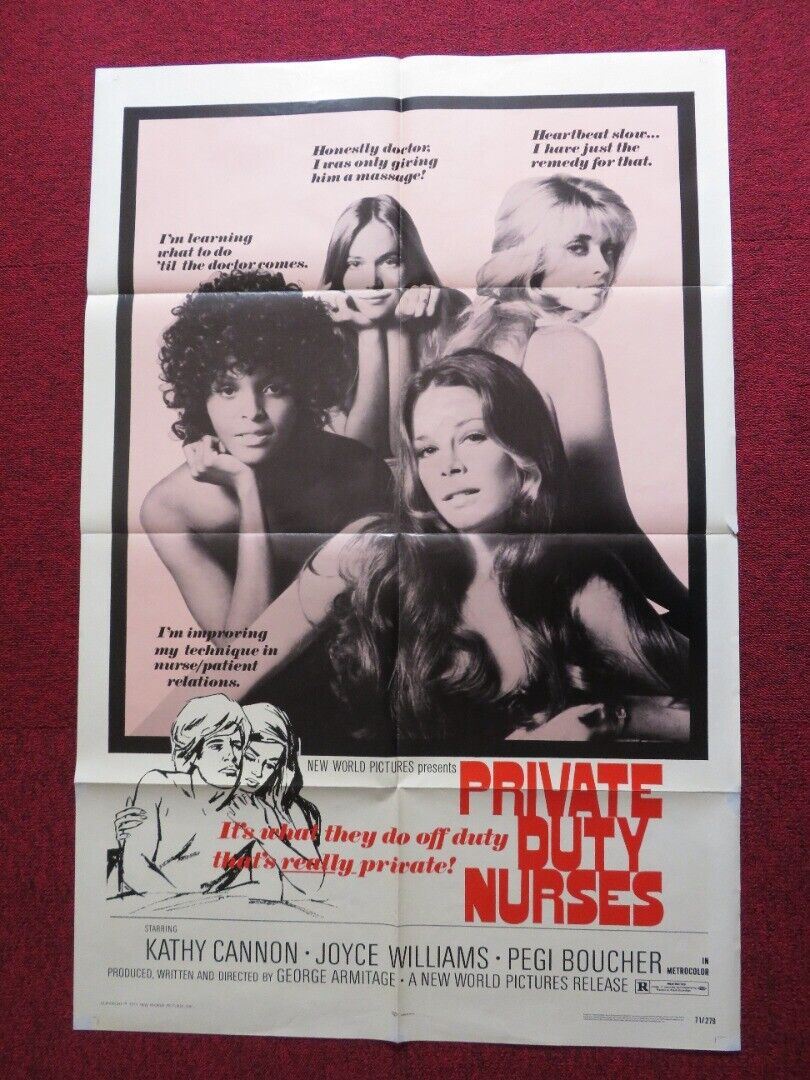 Honestly doctor,
I was only giving
him a massage!
Heartbeat slow...
I have just the
remedy for that.
I'm learning
what to do
'til the doctor comes.
I'm improving
my technique in
nurse/patient
relations.
NEW WORLD PICTURES presents
PRIVATE
DUTY
NURSES
It's what they do off duty
that's really private!
STARRING
KATHY CANNON · JOYCE WILLIAMS · PEGI BOUCHER
IN
METROCOLOR
PRODUCED, WRITTEN AND DIRECTED BY GEORGE ARMITAGE · A NEW WORLD PICTURES RELEASE
R
71/279